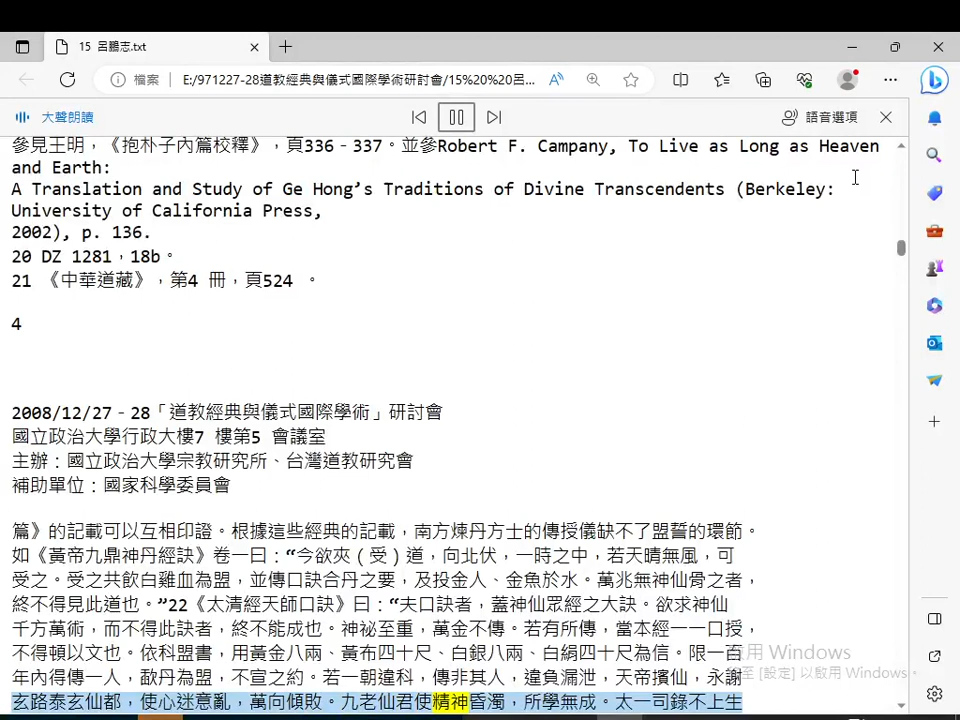 15 呂鵬志.txt
檔案
E:/971227-28道教經典與儀式國際學術研討會/15%20%20呂...
大聲朗讀
語音選項
參見王明，《抱朴子內篇校釋》，頁336﹣337。並參Robert F. Campany, To Live as Long as Heaven
and Earth:
A Translation and Study of Ge Hong’s Traditions of Divine Transcendents (Berkeley:
University of California Press,
2002), p. 136.
20 DZ 1281，18b。
21 《中華道藏》，第4 冊，頁524 。
4
2008/12/27﹣28「道教經典與儀式國際學術」研討會
國立政治大學行政大樓7 樓第5 會議室
主辦：國立政治大學宗教研究所、台灣道教研究會
補助單位：國家科學委員會
篇》的記載可以互相印證。根據這些經典的記載，南方煉丹方士的傳授儀缺不了盟誓的環節。
如《黃帝九鼎神丹經訣》卷一曰：“今欲夾（受）道，向北伏，一時之中，若天晴無風，可
受之。受之共飲白雞血為盟，並傳口訣合丹之要，及投金人、金魚於水。萬兆無神仙骨之者，
終不得見此道也。”22《太清經天師口訣》曰：“夫口訣者，蓋神仙眾經之大訣。欲求神仙
千方萬術，而不得此訣者，終不能成也。神祕至重，萬金不傳。若有所傳，當本經一一口授，
不得頓以文也。依科盟書，用黃金八兩、黃布四十尺、白銀八兩、白絹四十尺為信。限一百
年內得傳一人，歃丹為盟，不宣之約。若一朝違科，傳非其人，違負漏泄，天帝擯仙，永謝
玄路泰玄仙都，使心迷意亂，萬向傾敗。九老仙君使精神昏濁，所學無成。太一司錄不上生
啟用 Windows
移至 [設定] 以啟用 Windows。